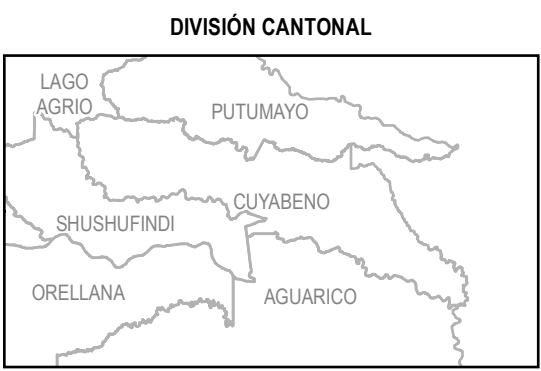 DIVISIÓN CANTONAL
LAGO
AGRIO
PUTUMAYO
CUYABENO
SHUSHUFINDI
ORELLANA
AGUARICO